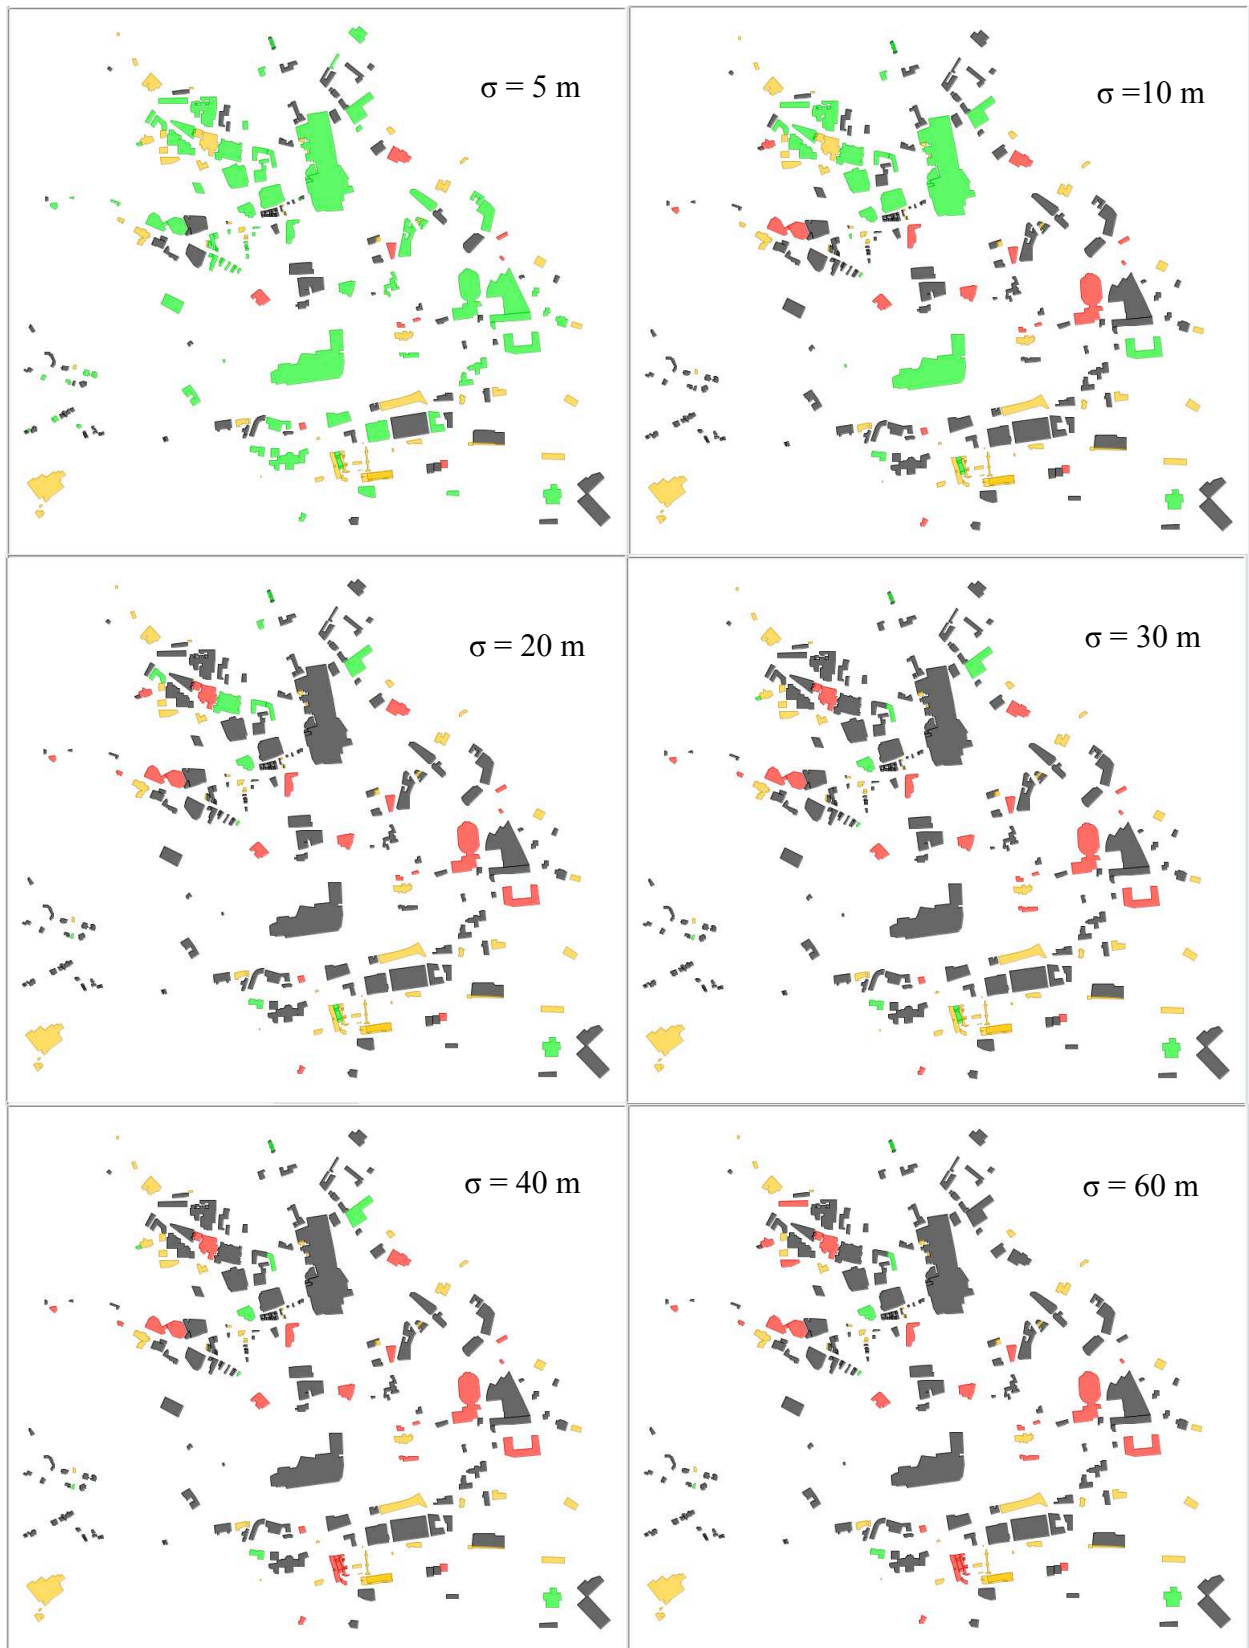 σ = 5 m
σ =10 m
σ = 20 m
σ = 30 m
σ = 40 m
σ = 60 m